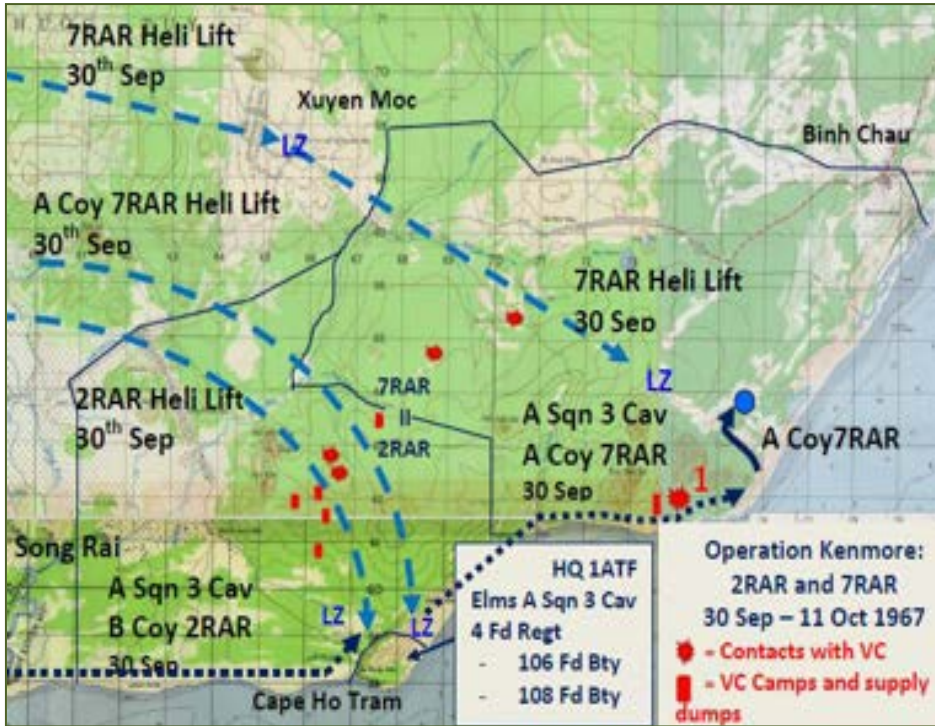 7RAR Heli Lift
30th Sep
Xuyen Moc
LZ
Binh Chau
A Coy 7RAR Heli Lift
30th Sep
7RAR Heli Lift
30 Sep
LZ
2RAR Heli Lift
30th Sep
7RAR
II
2RAR
A Sqn 3 Cav
A Coy 7RAR
30 Sep
A Coy7RAR
1
Song Rai
A Sqn 3 Cav
B Coy 2RAR
30 Sep
LZ
LZ
Cape Ho Tram
HQ 1ATF
Elms A Sqn 3 Cav
4 Fd Regt
- 106 Fd Bty
- 108 Fd Bty
Operation Kenmore:
2RAR and 7RAR
30 Sep – 11 Oct 1967
= Contacts with VC
= VC Camps and supply
dumps